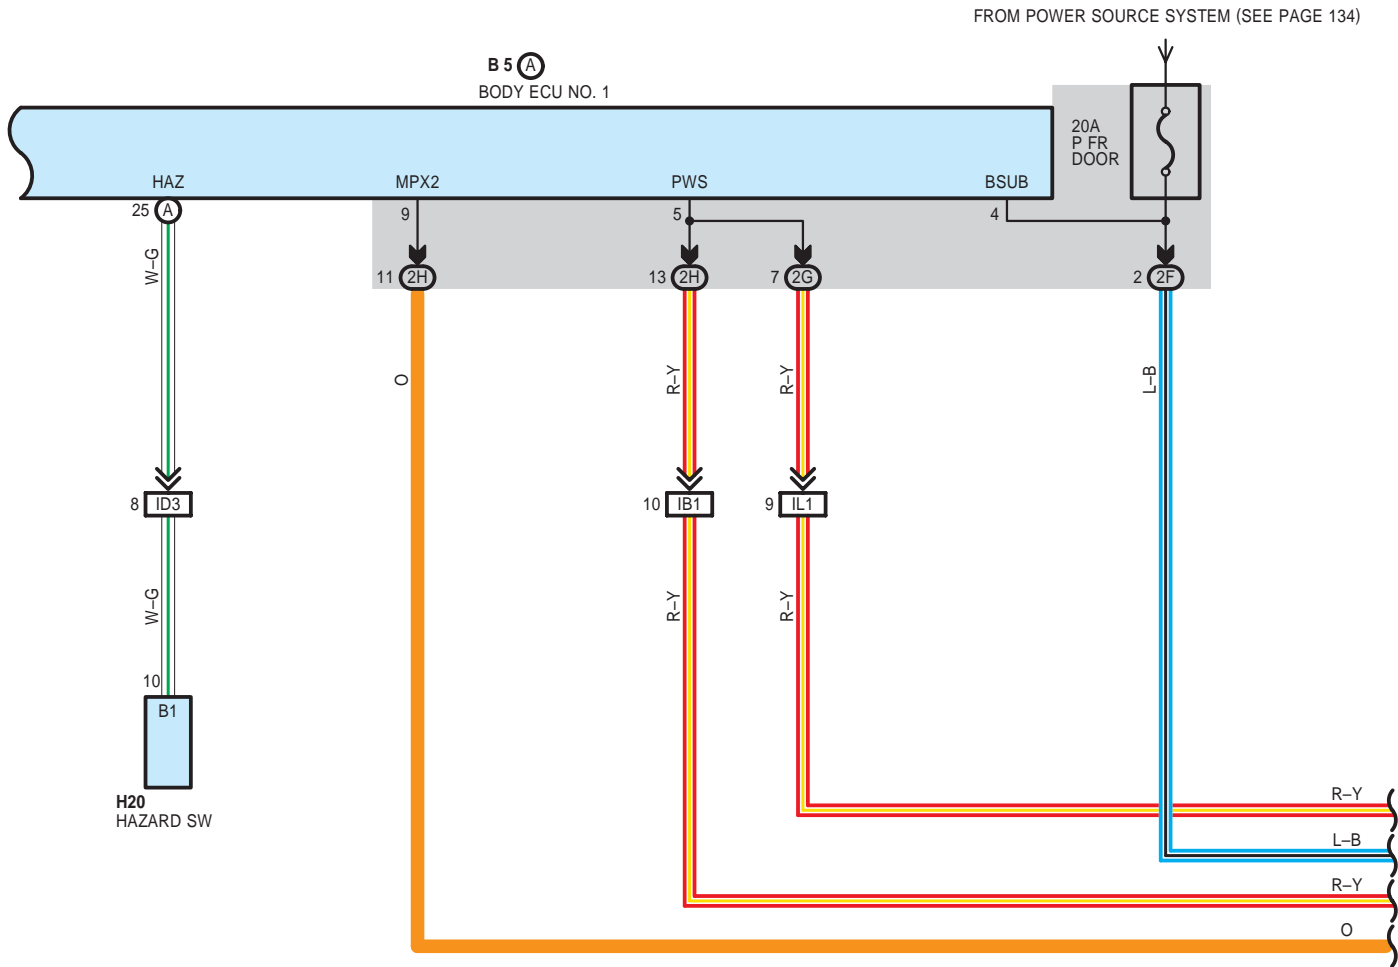 FROM POWER SOURCE SYSTEM (SEE PAGE 134)
B 5 A
BODY ECU NO. 1
20A
P FR
DOOR
HAZ
MPX2
PWS
BSUB
25 A
9
5
4
W–G
11 2H
13 2H
7 2G
2 2F
O
R–Y
R–Y
L–B
8 ID3
10 IB1
9 IL1
W–G
R–Y
R–Y
10
B1
H20
HAZARD SW
R–Y
L–B
R–Y
O